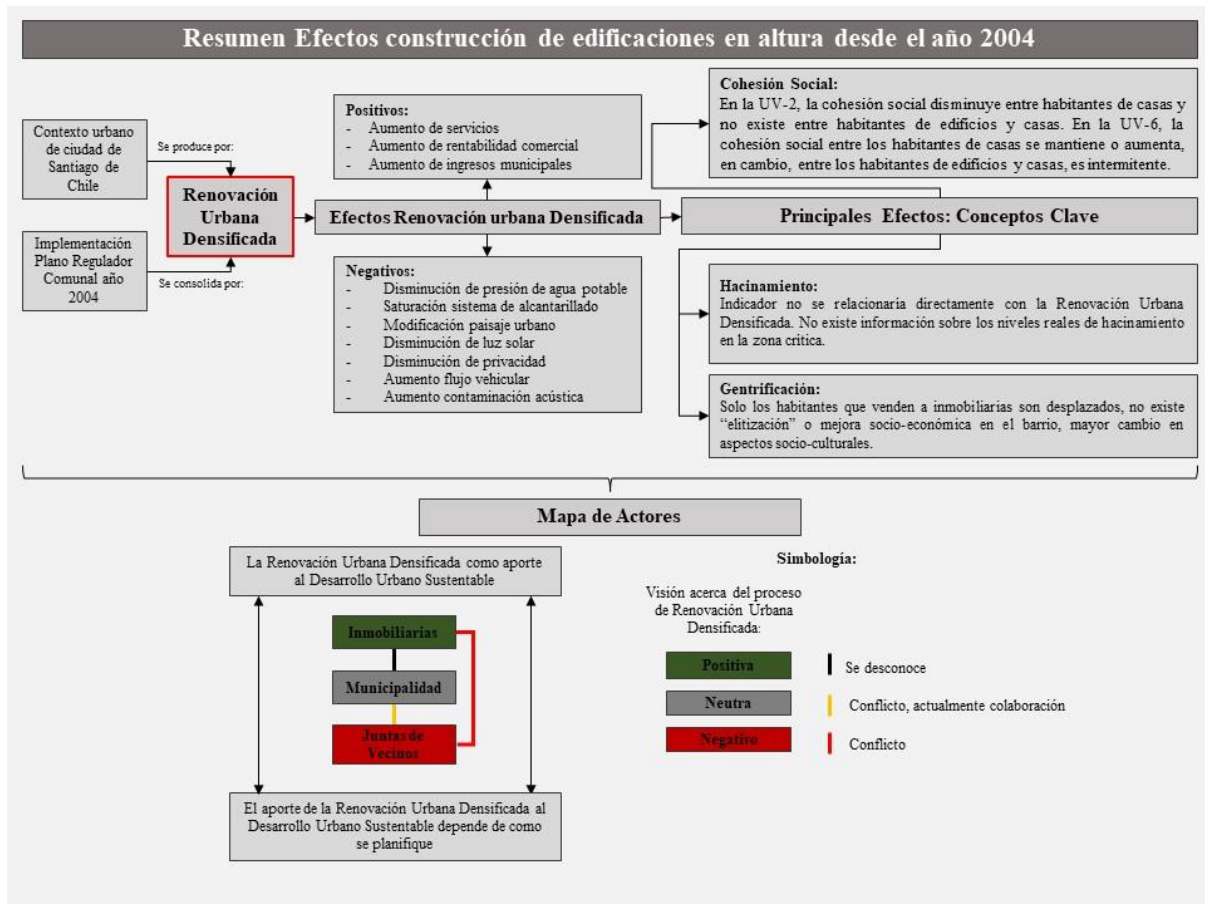 Resumen Efectos construcción de edificaciones en altura desde el año 2004
Contexto urbano
de ciudad de
Santiago de
Chile
Se produce por:
Implementación
Plano Regulador
Comunal año
2004
Se consolida por:
Renovación
Urbana
Densificada
Positivos:
- Aumento de servicios
- Aumento de rentabilidad comercial
- Aumento de ingresos municipales
Efectos Renovación urbana Densificada
Negativos:
- Disminución de presión de agua potable
- Saturación sistema de alcantarillado
- Modificación paisaje urbano
- Disminución de luz solar
- Disminución de privacidad
- Aumento flujo vehicular
- Aumento contaminación acústica
Cohesión Social:
En la UV-2, la cohesión social disminuye entre habitantes de casas y
no existe entre habitantes de edificios y casas. En la UV-6, la
cohesión social entre los habitantes de casas se mantiene o aumenta,
en cambio, entre los habitantes de edificios y casas, es intermitente.
Principales Efectos: Conceptos Clave
Hacinamiento:
Indicador no se relacionaría directamente con la Renovación Urbana
Densificada. No existe información sobre los niveles reales de hacinamiento
en la zona critica.
Gentrificación:
Solo los habitantes que venden a inmobiliarias son desplazados, no existe
“elitización” o mejora socio-económica en el barrio, mayor cambio en
aspectos socio-culturales.
Mapa de Actores
La Renovación Urbana Densificada como aporte
al Desarrollo Urbano Sustentable
Inmobiliarias
Municipalidad
Juntas de
Vecinos
El aporte de la Renovación Urbana Densificada al
Desarrollo Urbano Sustentable depende de como
se planifique
Simbología:
Visión acerca del proceso
de Renovación Urbana
Densificada:
Positiva
Neutra
Negativo
Se desconoce
Conflicto, actualmente colaboración
Conflicto